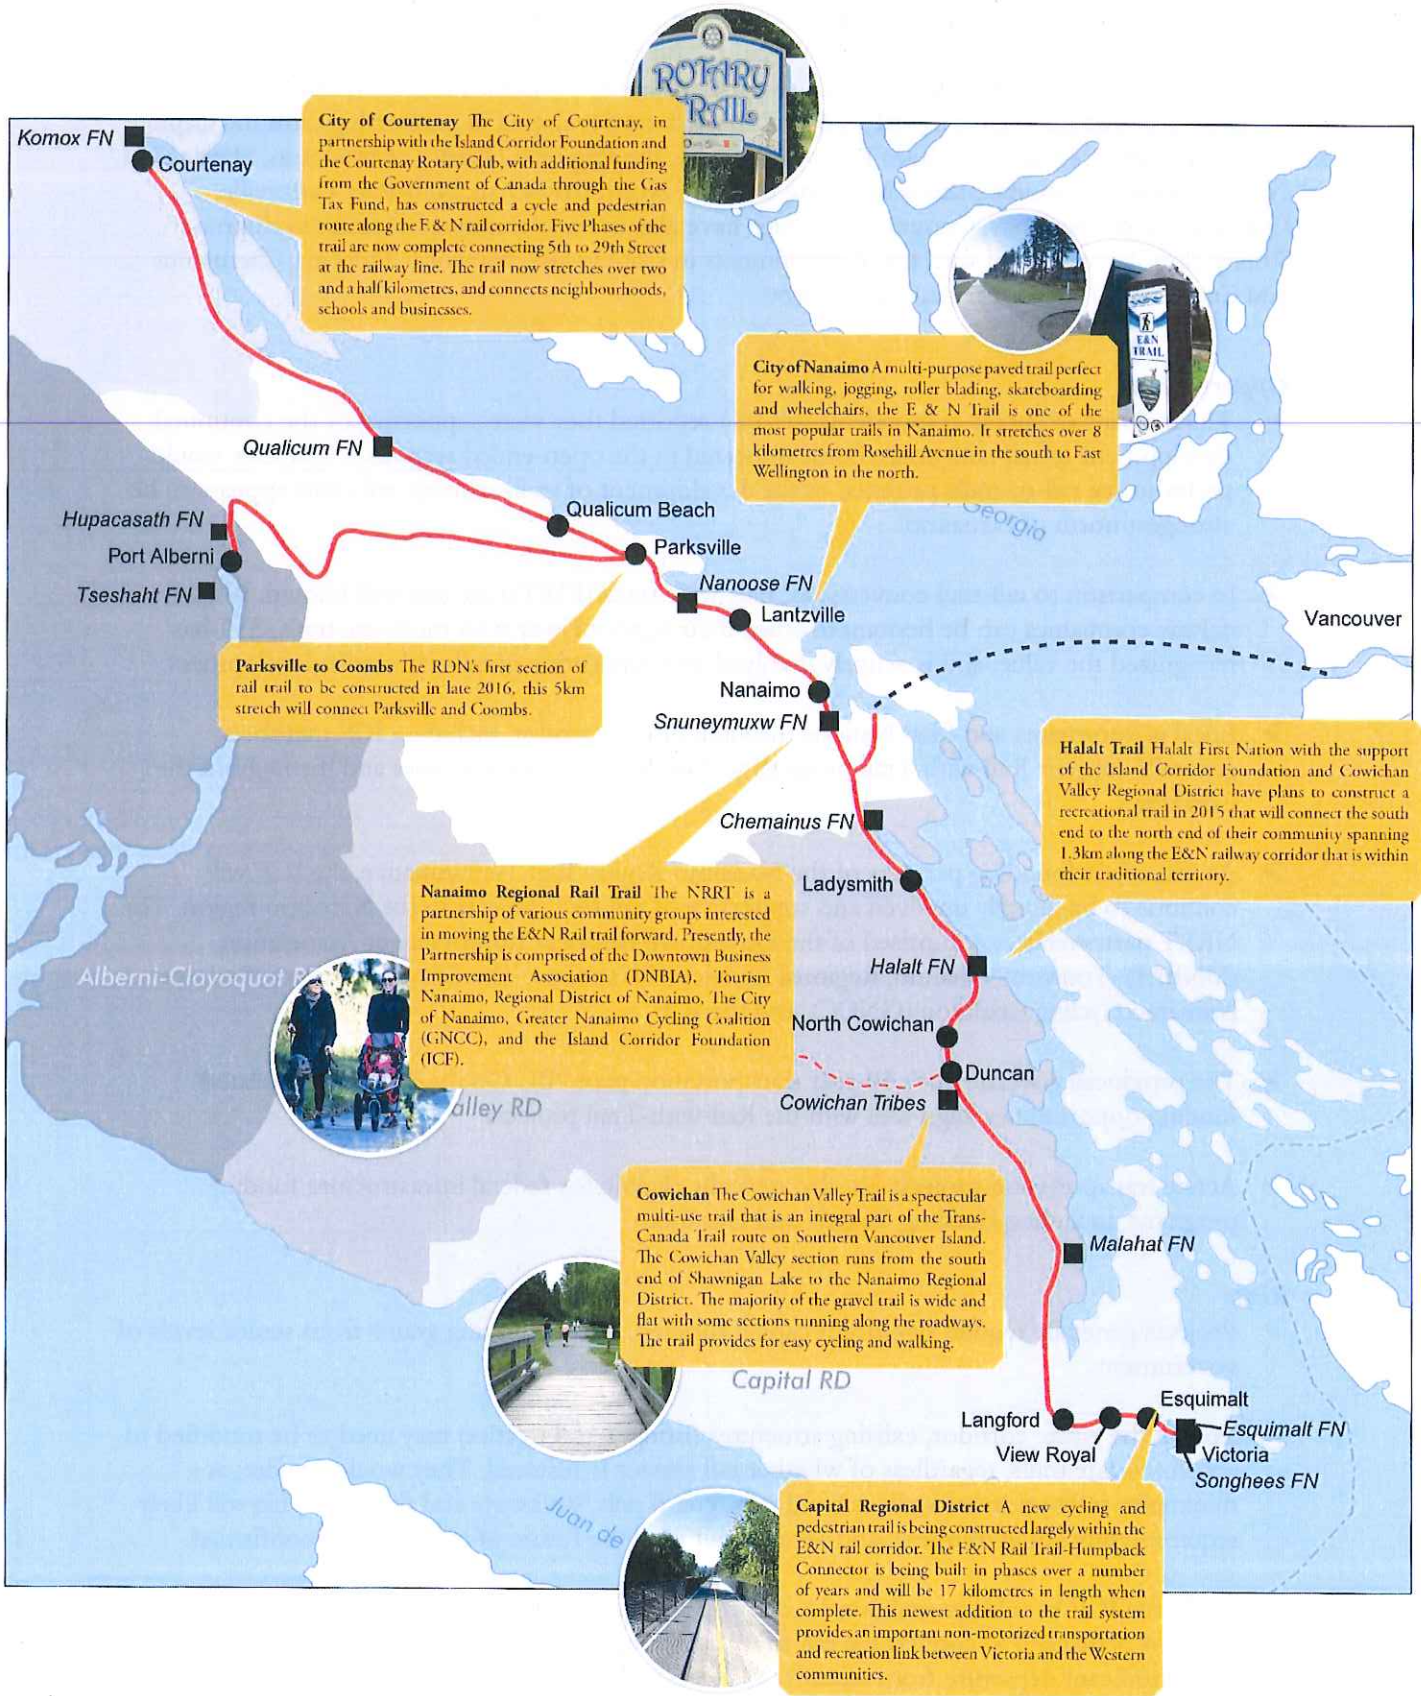 ROTARY
TRAIL
Komox FN
Courtenay
City of Courtenay The City of Courtenay, in
partnership with the Island Corridor Foundation and
the Courtenay Rotary Club, with additional funding
from the Government of Canada through the Gas
Tax Fund, has constructed a cycle and pedestrian
route along the E & N rail corridor. Five Phases of the
trail are now complete connecting 5th to 29th Street
at the railway line. The trail now stretches over two
and a half kilometres, and connects neighbourhoods,
schools and businesses.
E&N
TRAIL
City of Nanaimo A multi-purpose paved trail perfect
for walking, jogging, roller blading, skateboarding
and wheelchairs, the E & N Trail is one of the
most popular trails in Nanaimo. It stretches over 8
kilometres from Rosehill Avenue in the south to East
Wellington in the north.
Georgia
Qualicum FN
Qualicum Beach
Hupacasath FN
Port Alberni
Tseshaht FN
Parksville
Nanoose FN
Lantzville
Vancouver
Parksville to Coombs The RDN's first section of
rail trail to be constructed in late 2016, this 5km
stretch will connect Parksville and Coombs.
Nanaimo
Snuneymuxw FN
Halalt Trail Halalt First Nation with the support
of the Island Corridor Foundation and Cowichan
Valley Regional District have plans to construct a
recreational trail in 2015 that will connect the south
end to the north end of their community spanning
1.3km along the E&N railway corridor that is within
their traditional territory.
Chemainus FN
Ladysmith
Nanaimo Regional Rail Trail The NRRT is a
partnership of various community groups interested
in moving the E&N Rail trail forward. Presently, the
Partnership is comprised of the Downtown Business
Improvement Association (DNBIA), Tourism
Nanaimo, Regional District of Nanaimo, The City
of Nanaimo, Greater Nanaimo Cycling Coalition
(GNCC), and the Island Corridor Foundation
(ICF).
Alberni-Clayoquot R
Halalt FN
North Cowichan
Duncan
Cowichan Tribes
alley RD
Cowichan The Cowichan Valley Trail is a spectacular
multi-use trail that is an integral part of the Trans-
Canada Trail route on Southern Vancouver Island.
The Cowichan Valley section runs from the south
end of Shawnigan Lake to the Nanaimo Regional
District. The majority of the gravel trail is wide and
flat with some sections running along the roadways.
The trail provides for easy cycling and walking.
Malahat FN
Capital RD
Esquimalt
Langford
Esquimalt FN
View Royal
Victoria
Songhees FN
Juan de
Capital Regional District A new cycling and
pedestrian trail is being constructed largely within the
E&N rail corridor. The E&N Rail Trail-Humpback
Connector is being built in phases over a number
of years and will be 17 kilometres in length when
complete. This newest addition to the trail system
provides an important non-motorized transportation
and recreation link between Victoria and the Western
communities.